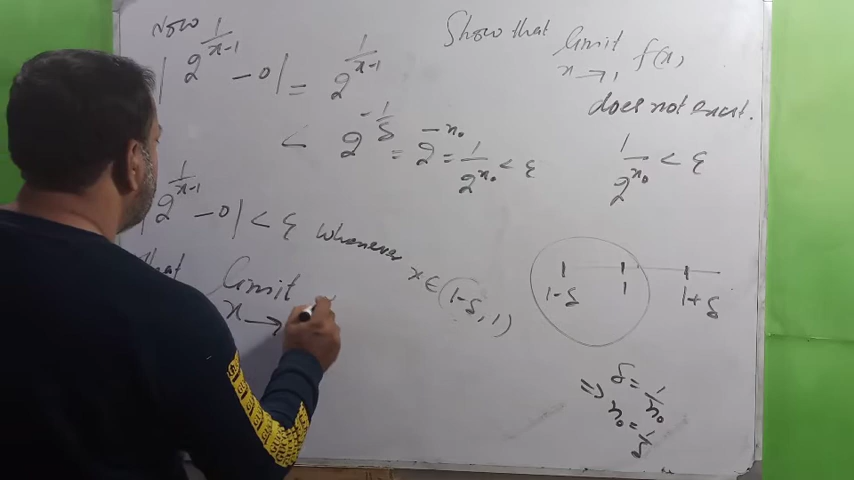 Now
| 2^{1/(x-1)} - 0 | = 2^{1/(x-1)}
< 2^{-1/δ} = 2^{-n₀} = 1/2^{n₀} < ε
| 2^{1/(x-1)} - 0 | < ε whenever
x ∈ (1-δ, 1)
that limit
x →
Show that limit f(x)
x → 1
does not exist.
1/2^{n₀} < ε
1-δ 1 1+δ
⇒ δ = 1/n₀
n₀ = 1/δ